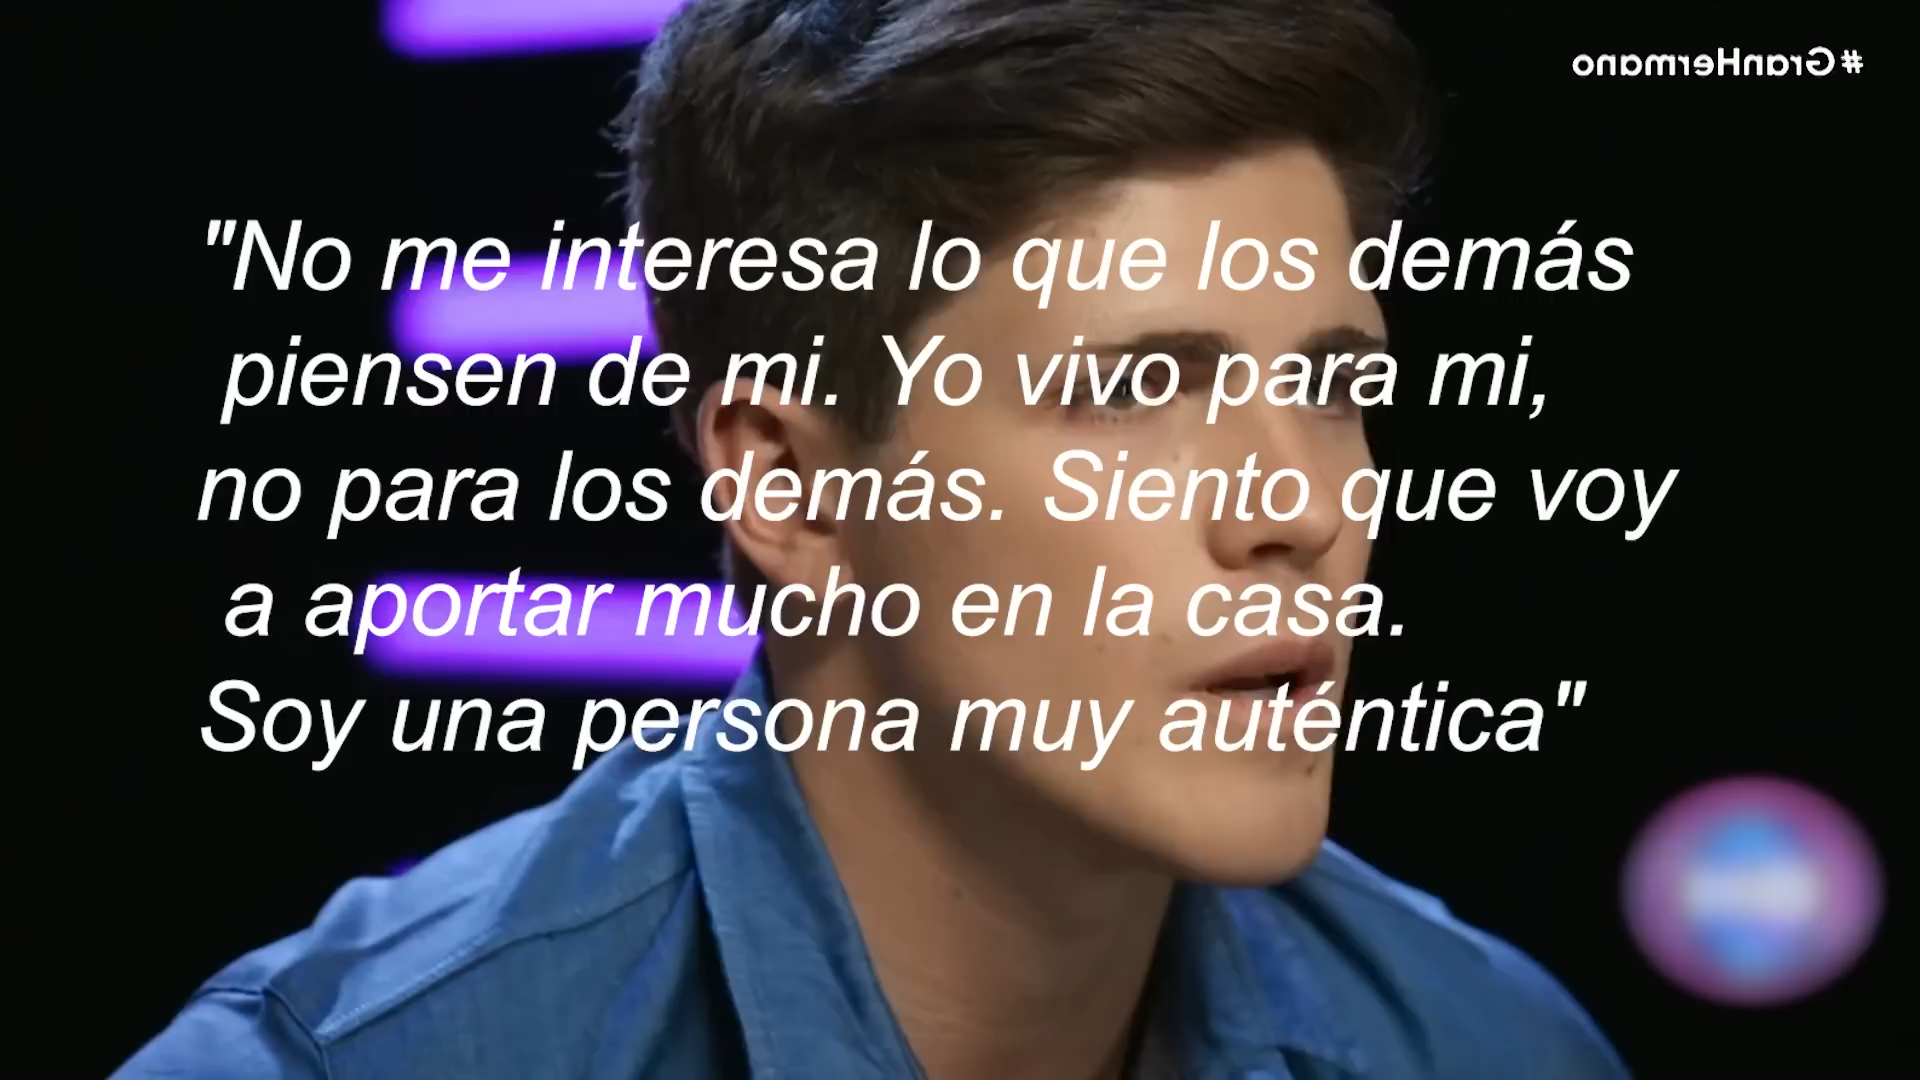 #GranHermano
"No me interesa lo que los demás
piensen de mi. Yo vivo para mi,
no para los demás. Siento que voy
a aportar mucho en la casa.
Soy una persona muy auténtica"